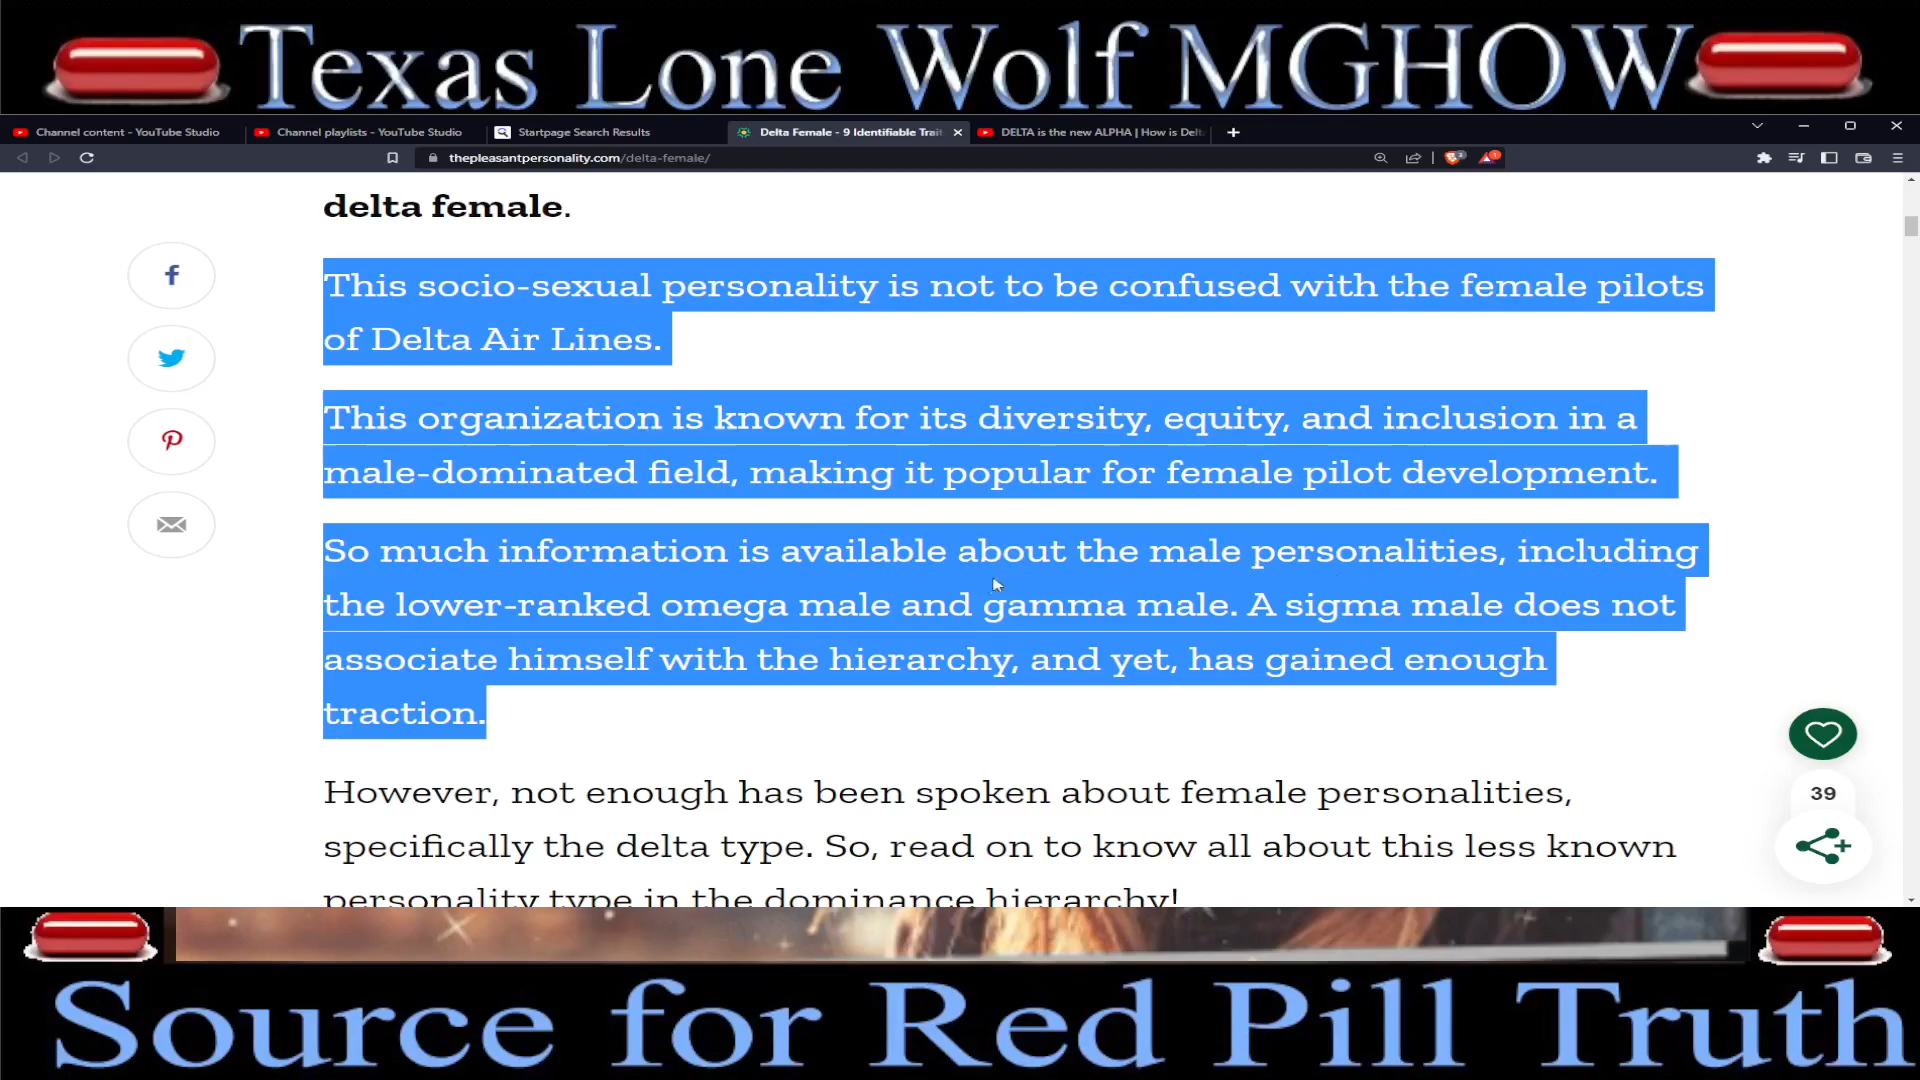 Texas Lone Wolf MGHOW
Channel content - YouTube Studio
Channel playlists - YouTube Studio
Startpage Search Results
Delta Female - 9 Identifiable Trait
DELTA is the new ALPHA | How is Delt
thepleasantpersonality.com/delta-female/
delta female.
This socio-sexual personality is not to be confused with the female pilots
of Delta Air Lines.
This organization is known for its diversity, equity, and inclusion in a
male-dominated field, making it popular for female pilot development.
So much information is available about the male personalities, including
the lower-ranked omega male and gamma male. A sigma male does not
associate himself with the hierarchy, and yet, has gained enough
traction.
However, not enough has been spoken about female personalities,
specifically the delta type. So, read on to know all about this less known
personality type in the dominance hierarchy!
39
Source for Red Pill Truth